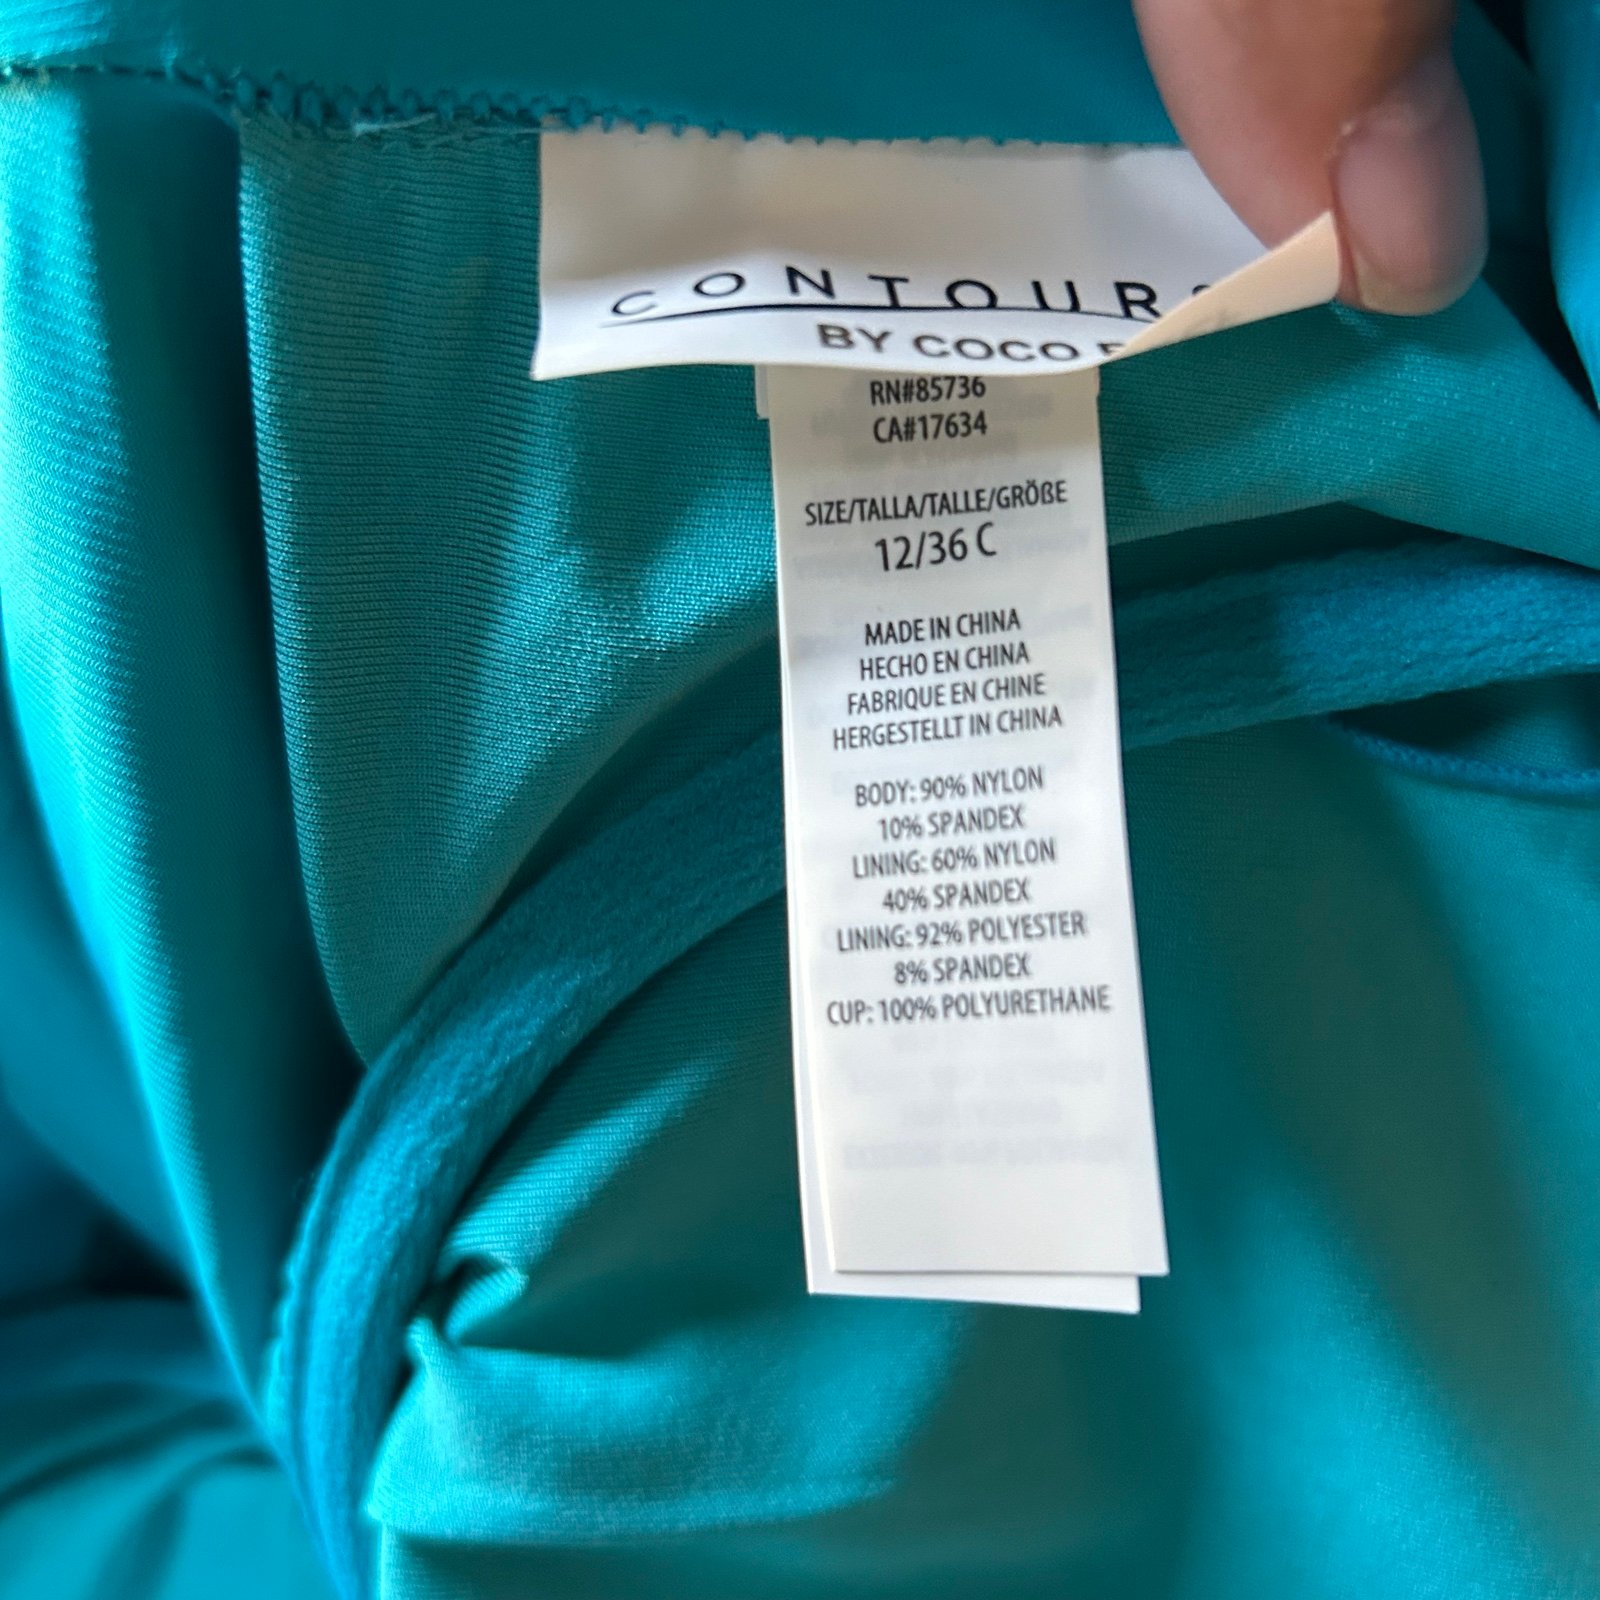 CONTOUR
BY COCO
RN#85736
CA#17634
SIZE/TALLA/TALLE/GRÖßE
12/36 C
MADE IN CHINA
HECHO EN CHINA
FABRIQUE EN CHINE
HERGESTELLT IN CHINA
BODY: 90% NYLON
10% SPANDEX
LINING: 60% NYLON
40% SPANDEX
LINING: 92% POLYESTER
8% SPANDEX
CUP: 100% POLYURETHANE